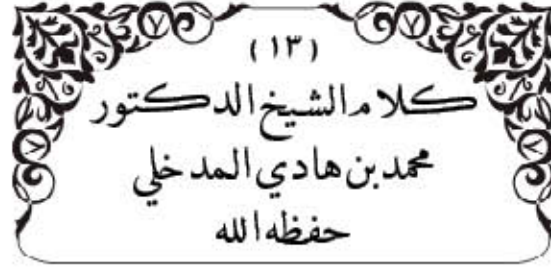 (١٣)
كلام الشيخ الدكتور
محمد بن هادي المدخلي
حفظه الله